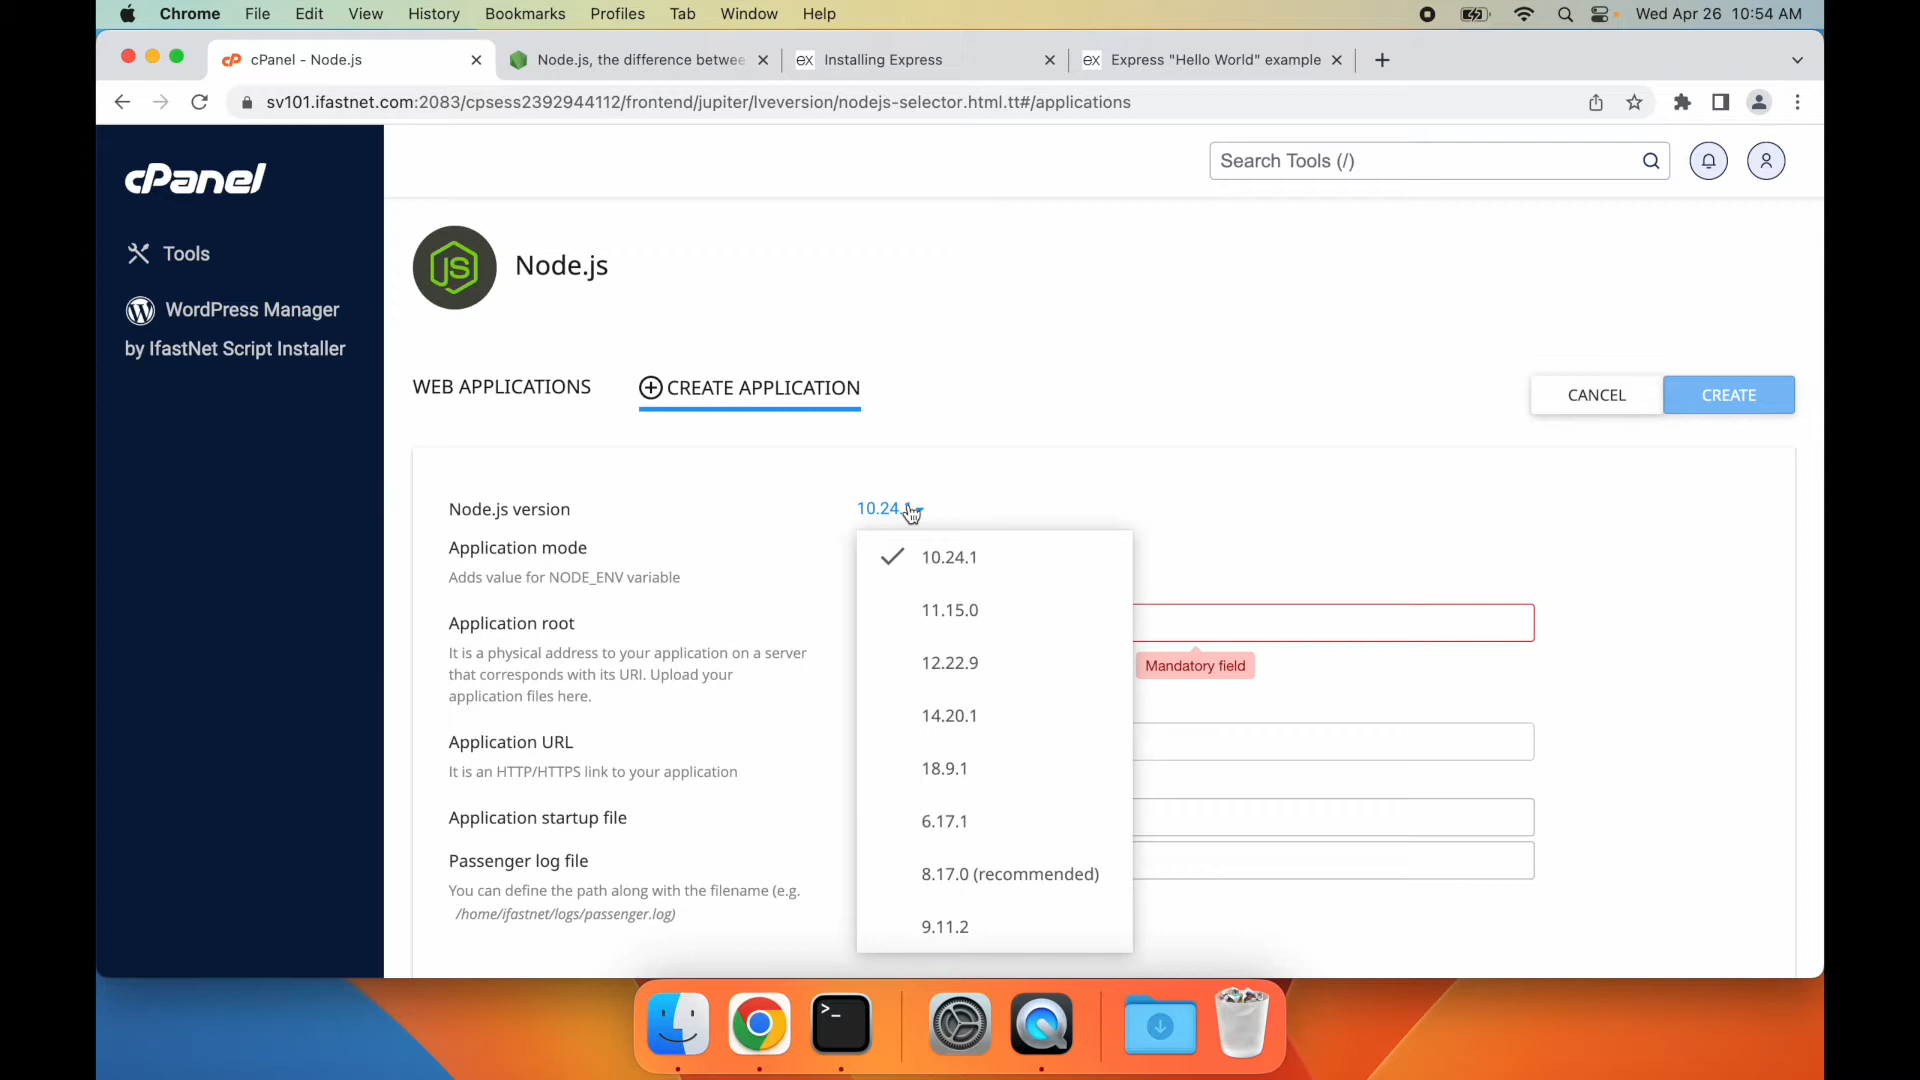 Chrome File Edit View History Bookmarks Profiles Tab Window Help Wed Apr 26 10:54 AM
cPanel - Node.js
Node.js, the difference betwee
EX Installing Express
EX Express "Hello World" example
sv101.ifastnet.com:2083/cpsess2392944112/frontend/jupiter/lveversion/nodejs-selector.html.tt#/applications
cPanel
Search Tools (/)
Tools
WordPress Manager
by IfastNet Script Installer
JS
Node.js
WEB APPLICATIONS
CREATE APPLICATION
CANCEL
CREATE
Node.js version
10.24.
Application mode
Adds value for NODE_ENV variable
Application root
It is a physical address to your application on a server
that corresponds with its URI. Upload your
application files here.
Mandatory field
Application URL
It is an HTTP/HTTPS link to your application
Application startup file
Passenger log file
You can define the path along with the filename (e.g.
/home/ifastnet/logs/passenger.log)
10.24.1
11.15.0
12.22.9
14.20.1
18.9.1
6.17.1
8.17.0 (recommended)
9.11.2